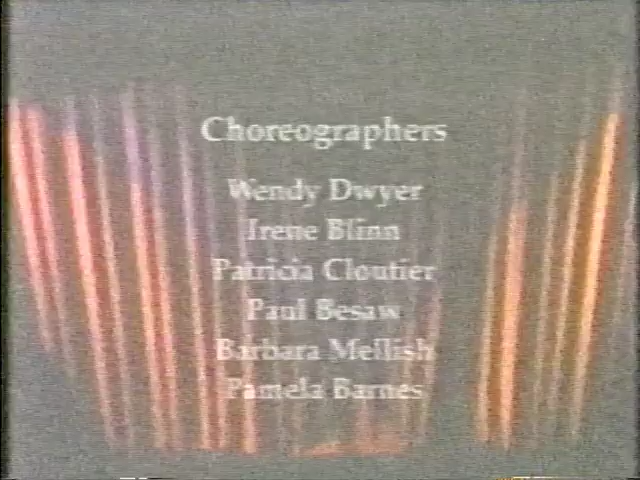 Choreographers
Wendy Dwyer
Irene Blinn
Patricia Cloutier
Paul Besaw
Barbara Mellish
Pamela Barnes